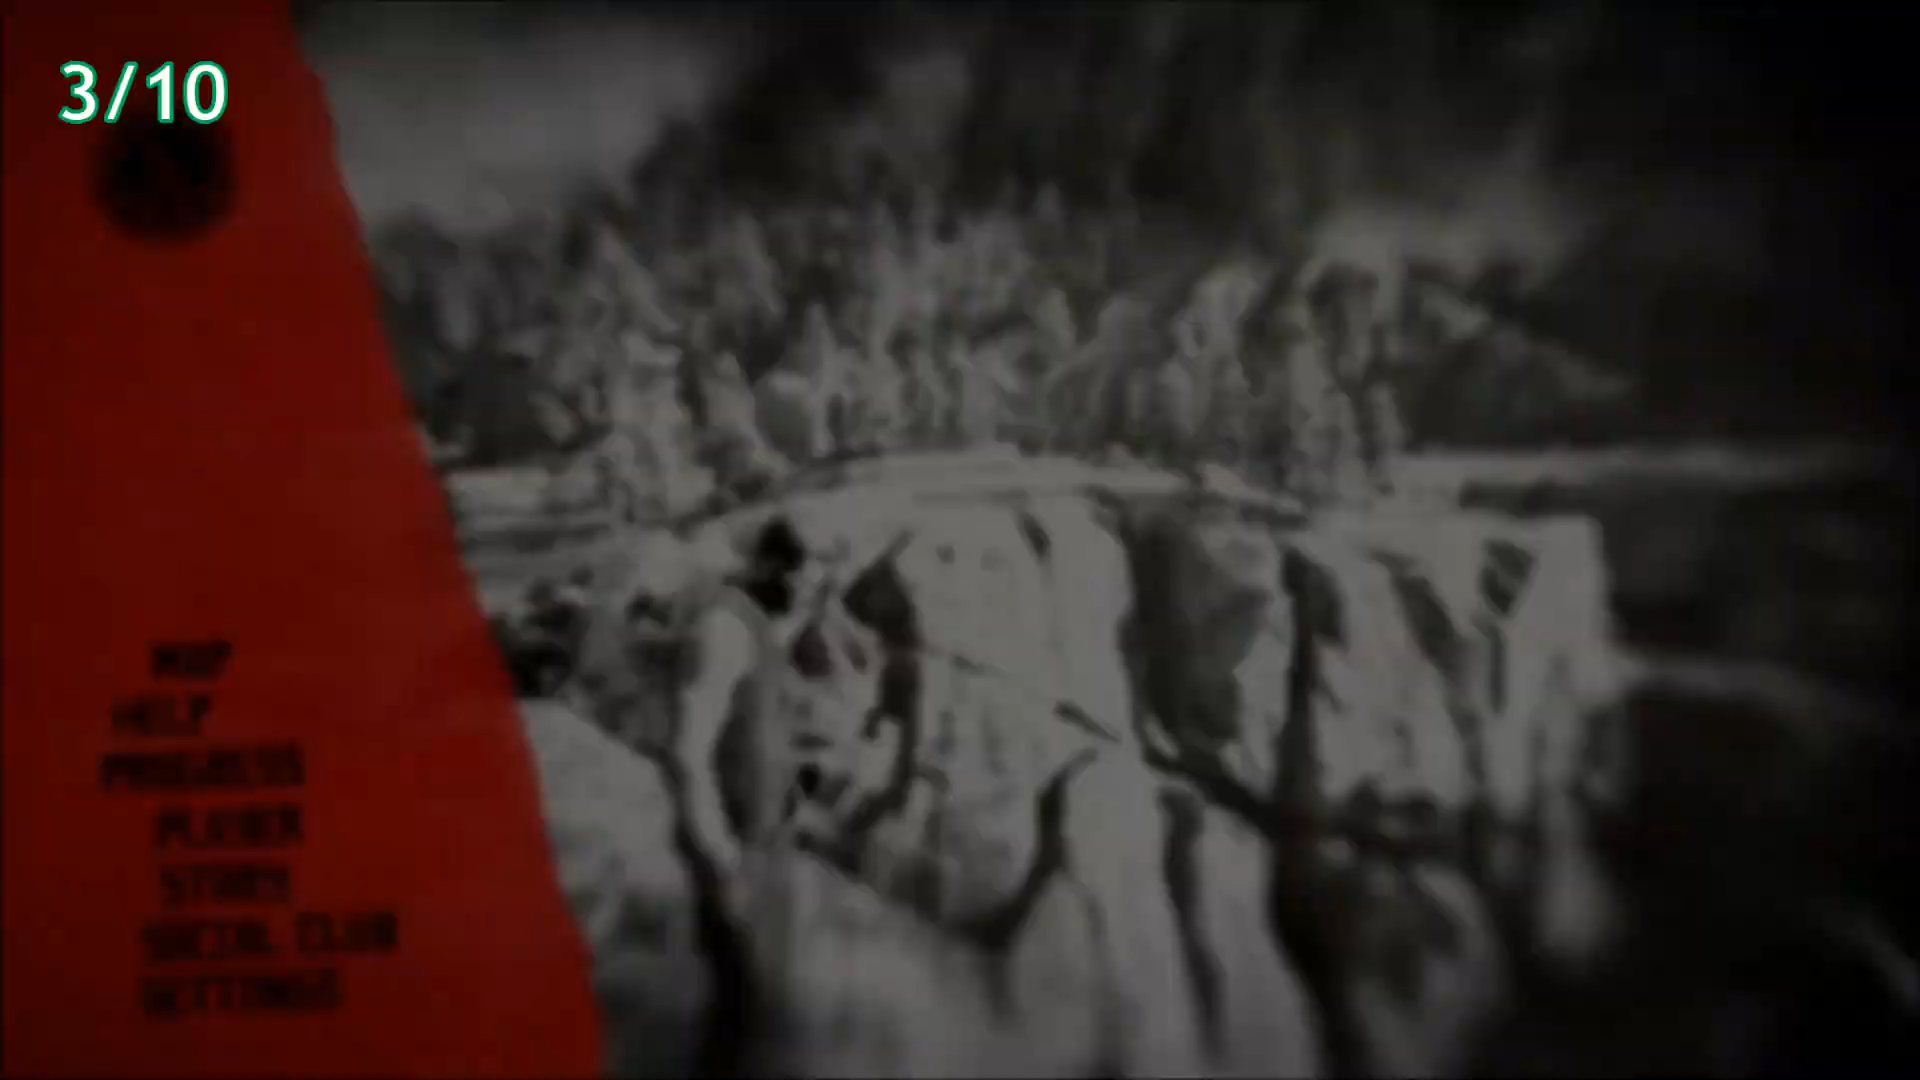 3/10
MAP
HELP
PROGRESS
PLAYER
STORY
SOCIAL CLUB
SETTINGS